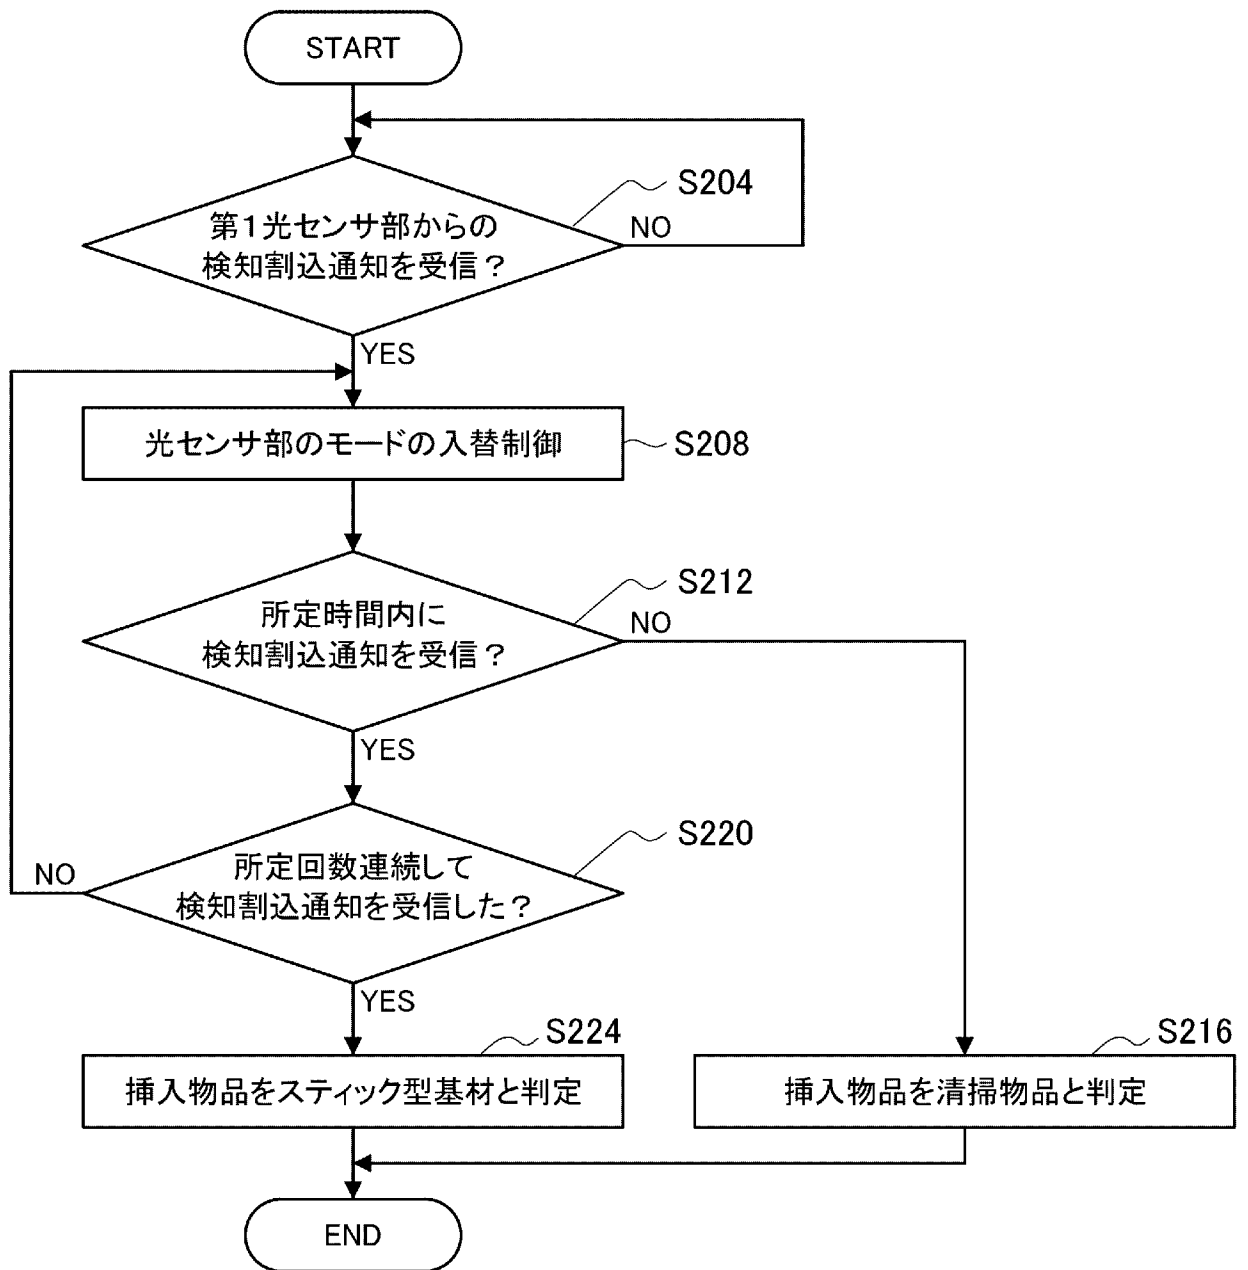 START
S204
第１光センサ部からの
検知割込通知を受信？
NO
YES
光センサ部のモードの入替制御
S208
S212
所定時間内に
検知割込通知を受信？
NO
YES
S220
所定回数連続して
検知割込通知を受信した？
NO
YES
S224
挿入物品をスティック型基材と判定
S216
挿入物品を清掃物品と判定
END